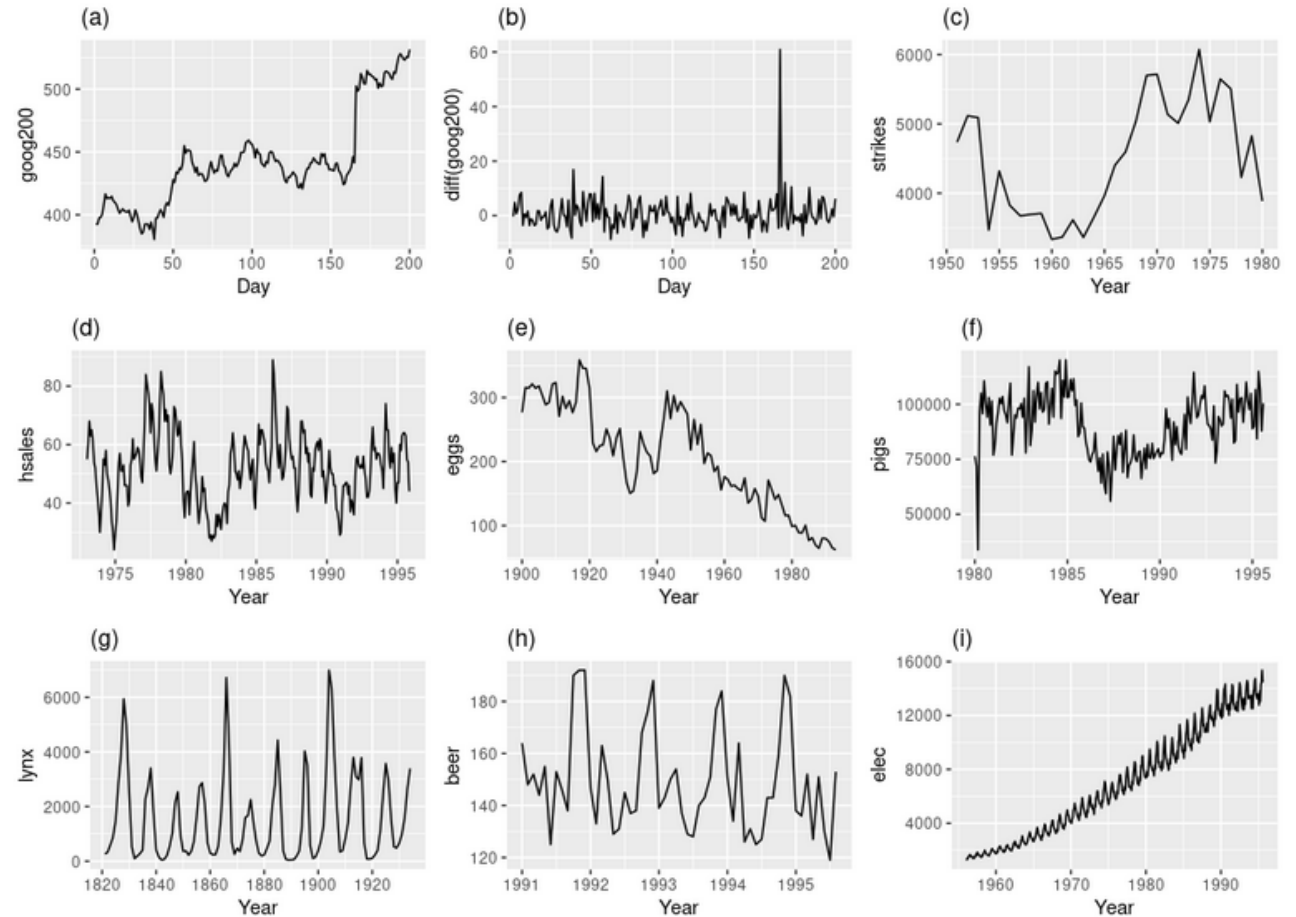 (a)
goog200
500
450
400
0 50 100 150 200
Day
(b)
diff(goog200)
60
40
20
0
0 50 100 150 200
Day
(c)
strikes
6000
5000
4000
1950 1955 1960 1965 1970 1975 1980
Year
(d)
hsales
80
60
40
1975 1980 1985 1990 1995
Year
(e)
eggs
300
200
100
1900 1920 1940 1960 1980
Year
(f)
pigs
100000
75000
50000
1980 1985 1990 1995
Year
(g)
lynx
6000
4000
2000
0
1820 1840 1860 1880 1900 1920
Year
(h)
beer
180
160
140
120
1991 1992 1993 1994 1995
Year
(i)
elec
16000
12000
8000
4000
1960 1970 1980 1990
Year